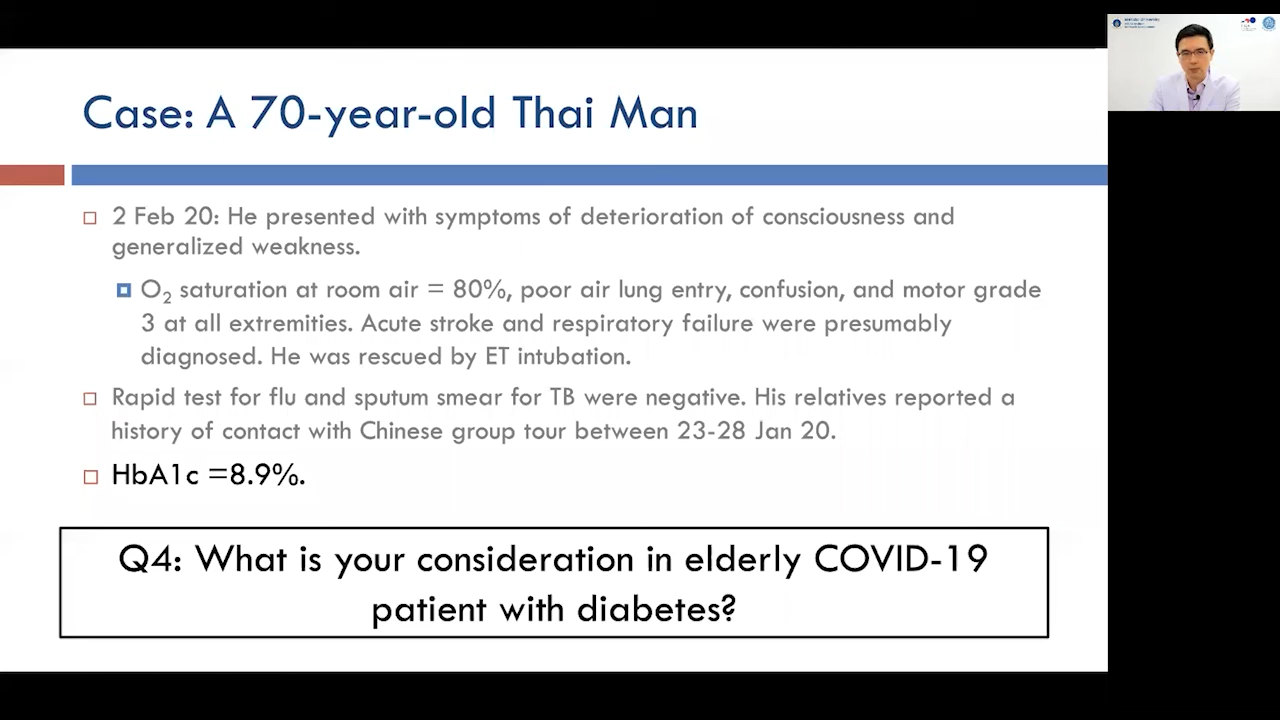 Case: A 70-year-old Thai Man
2 Feb 20: He presented with symptoms of deterioration of consciousness and
generalized weakness.
O₂ saturation at room air = 80%, poor air lung entry, confusion, and motor grade
3 at all extremities. Acute stroke and respiratory failure were presumably
diagnosed. He was rescued by ET intubation.
Rapid test for flu and sputum smear for TB were negative. His relatives reported a
history of contact with Chinese group tour between 23-28 Jan 20.
HbA1c =8.9%.
Q4: What is your consideration in elderly COVID-19
patient with diabetes?